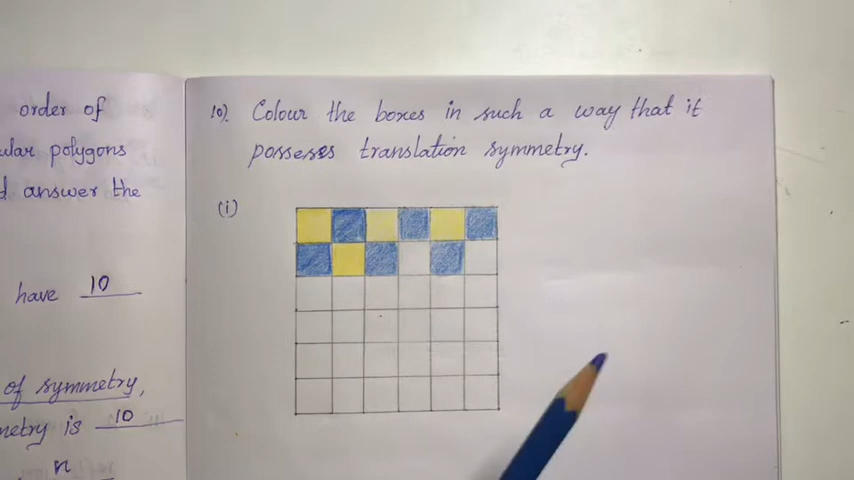 order of
ular polygons
d answer the
have 10
of symmetry,
metry is 10
n
10). Colour the boxes in such a way that it
possesses translation symmetry.
(i)